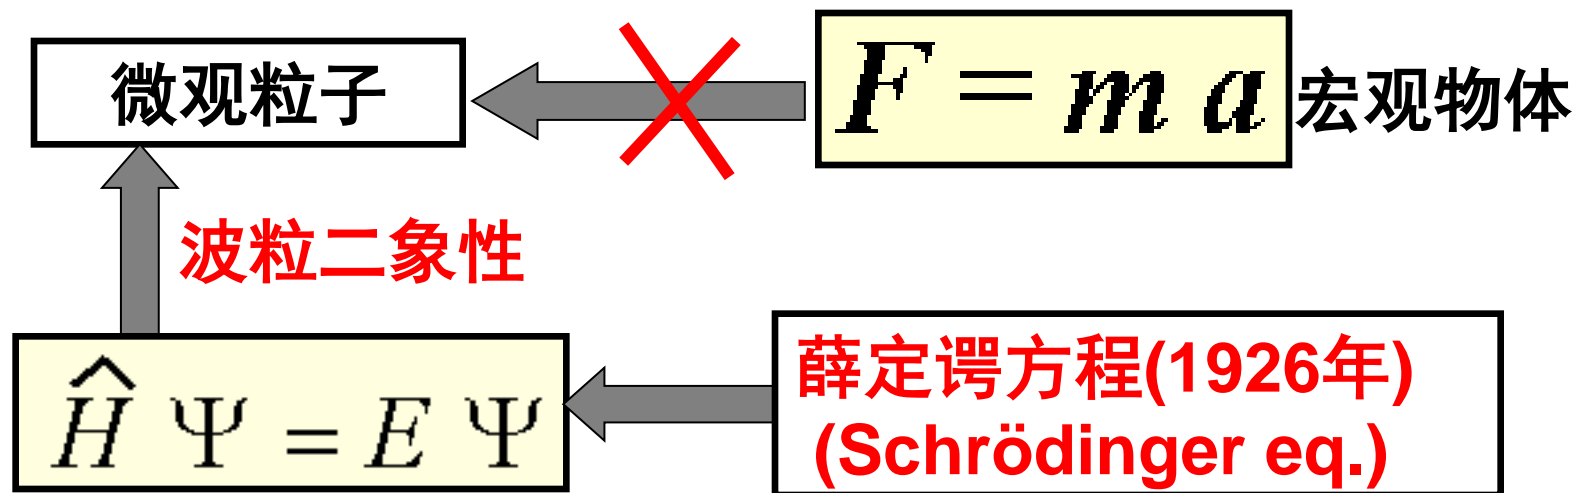 微观粒子
F = m a 宏观物体
波粒二象性
Ĥ Ψ = E Ψ
薛定谔方程(1926年)
(Schrödinger eq.)